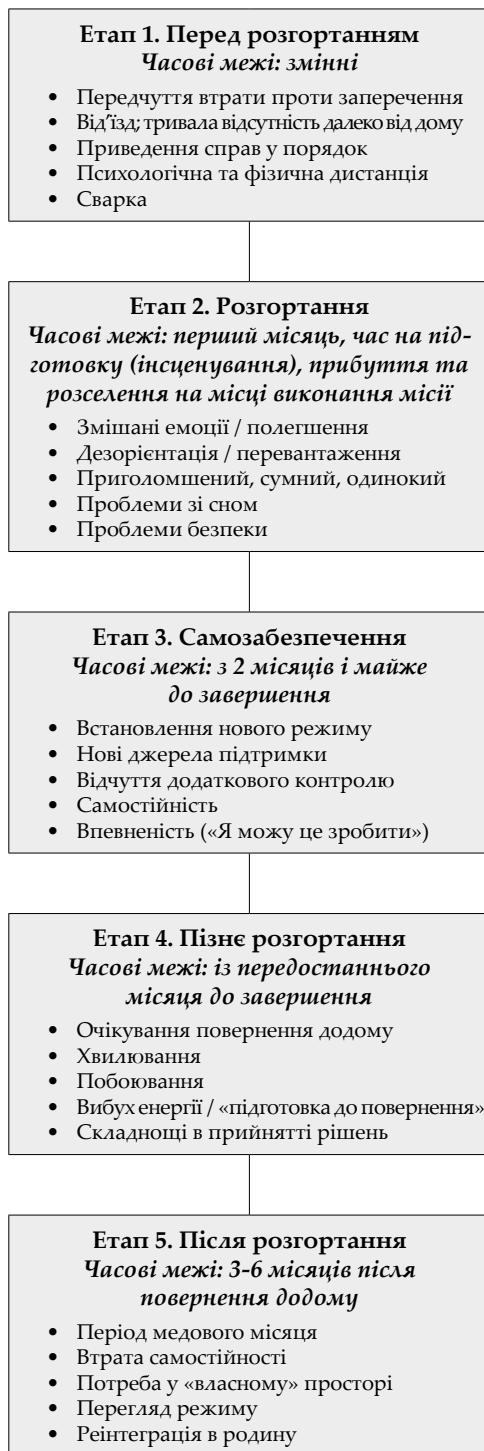 Етап 1. Перед розгортанням
Часові межі: змінні
• Передчуття втрати проти заперечення
• Від’їзд; тривала відсутність далеко від дому
• Приведення справ у порядок
• Психологічна та фізична дистанція
• Сварка
Етап 2. Розгортання
Часові межі: перший місяць, час на під-
готовку (інсценування), прибуття та
розселення на місці виконання місії
• Змішані емоції / полегшення
• Дезорієнтація / перевантаження
• Приголомшений, сумний, одинокий
• Проблеми зі сном
• Проблеми безпеки
Етап 3. Самозабезпечення
Часові межі: з 2 місяців і майже
до завершення
• Встановлення нового режиму
• Нові джерела підтримки
• Відчуття додаткового контролю
• Самостійність
• Впевненість («Я можу це зробити»)
Етап 4. Пізнє розгортання
Часові межі: із передостаннього
місяця до завершення
• Очікування повернення додому
• Хвилювання
• Побоювання
• Вибух енергії / «підготовка до повернення»
• Складнощі в прийнятті рішень
Етап 5. Після розгортання
Часові межі: 3-6 місяців після
повернення додому
• Період медового місяця
• Втрата самостійності
• Потреба у «власному» просторі
• Перегляд режиму
• Реінтеграція в родину